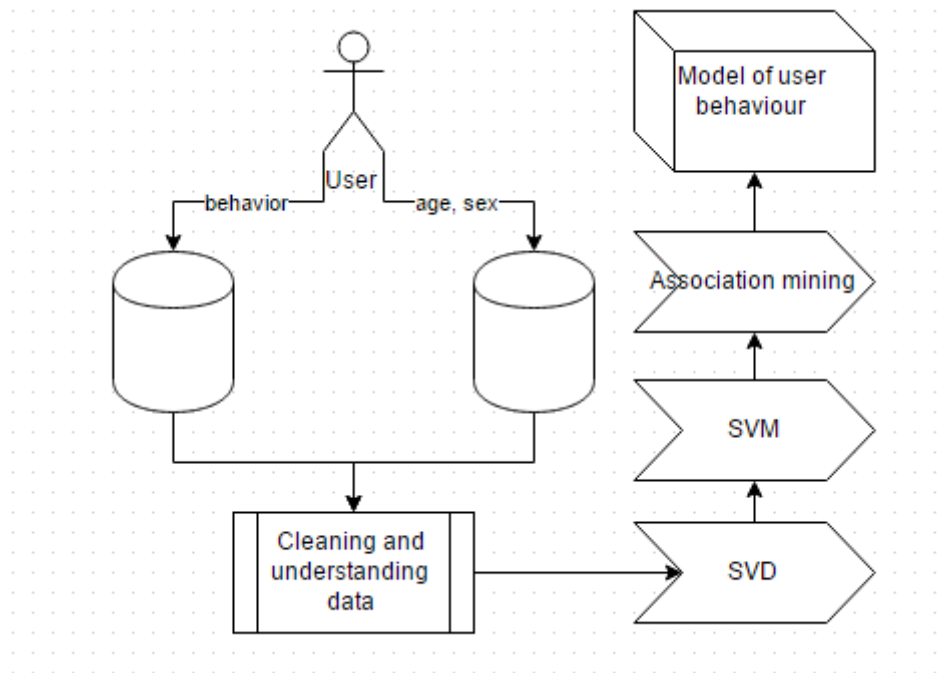 User
behavior
age, sex
Cleaning and
understanding
data
SVD
SVM
Association mining
Model of user
behaviour